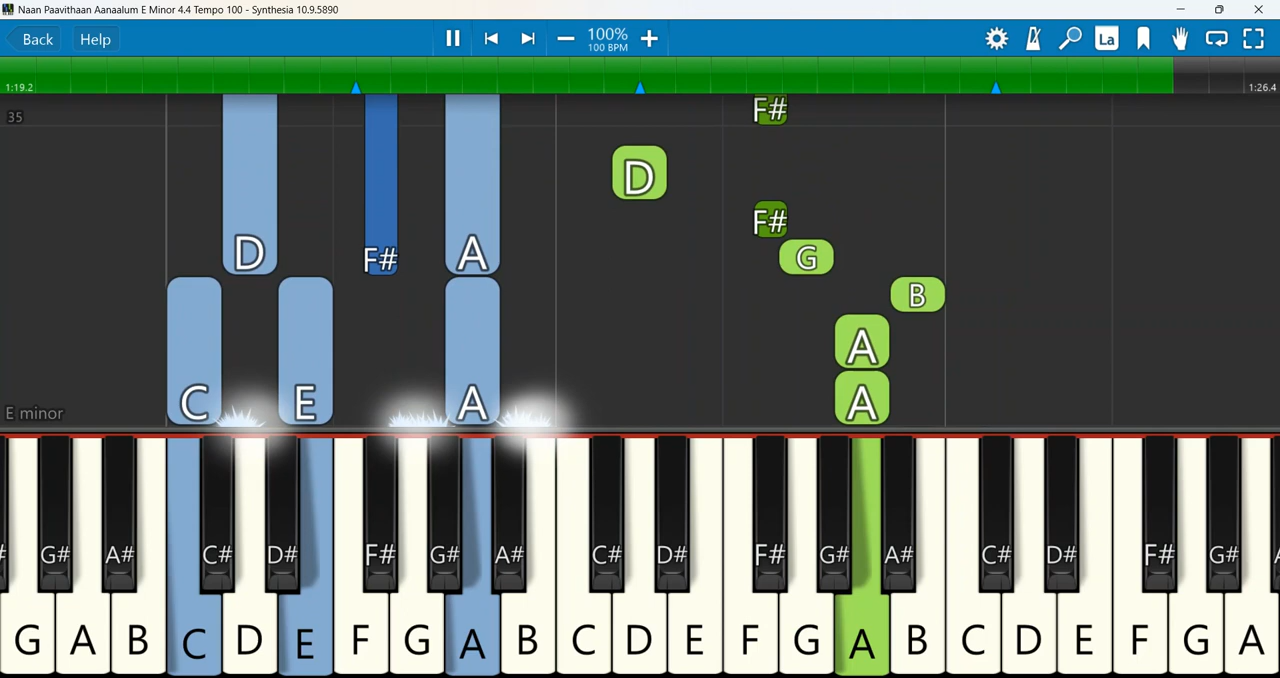 Naan Paavithaan Aanaalum E Minor 4.4 Tempo 100 - Synthesia 10.9.5890
Back Help 100% La
100 BPM
1:19.2 1:26.4
35 F#
D
F#
D F# A G
B
A
C E A A
E minor
G# A# C# D# F# G# A# C# D# F# G# A# C# D# F# G#
G A B C D E F G A B C D E F G A B C D E F G A